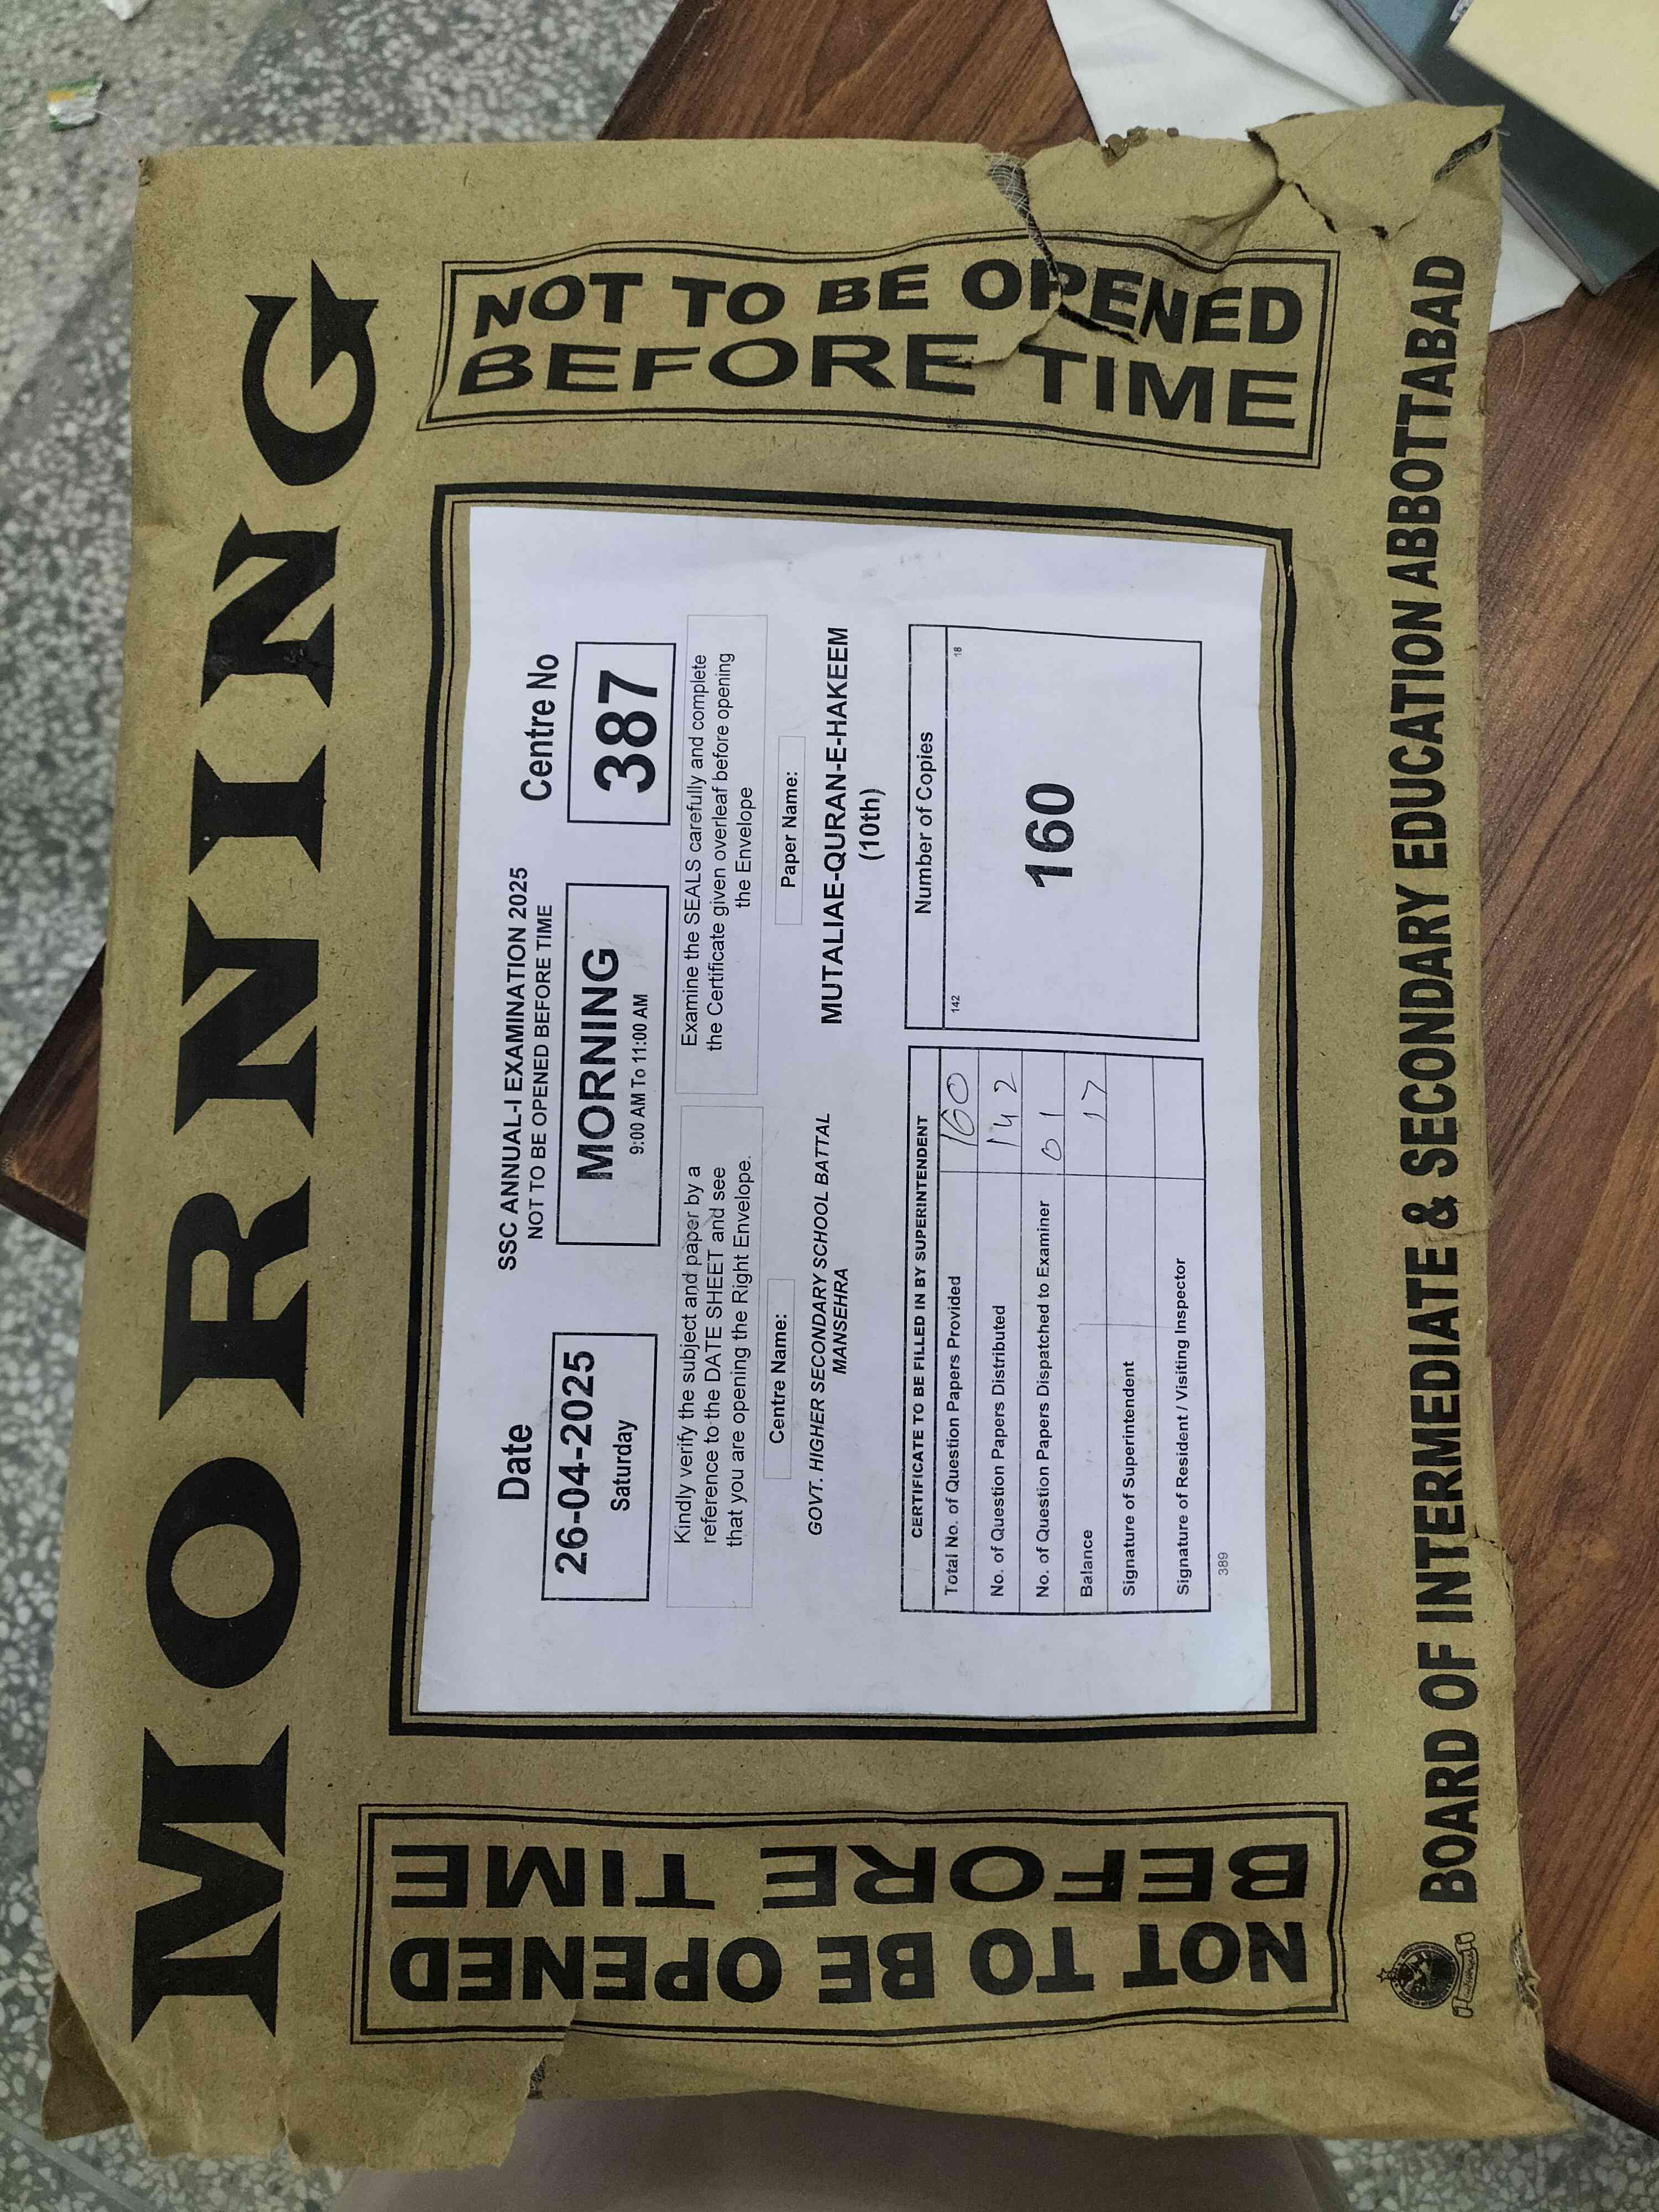 MORNING
NOT TO BE OPENED
BEFORE TIME
SSC ANNUAL-I EXAMINATION 2025
NOT TO BE OPENED BEFORE TIME
Date
26-04-2025
Saturday
MORNING
9:00 AM To 11:00 AM
Centre No
387
Kindly verify the subject and paper by a
reference to the DATE SHEET and see
that you are opening the Right Envelope.
Examine the SEALS carefully and complete
the Certificate given overleaf before opening
the Envelope
Centre Name:
GOVT. HIGHER SECONDARY SCHOOL BATTAL
MANSEHRA
Paper Name:
MUTALIAE-QURAN-E-HAKEEM
(10th)
CERTIFICATE TO BE FILLED IN BY SUPERINTENDENT
Total No. of Question Papers Provided 160
No. of Question Papers Distributed 142
No. of Question Papers Dispatched to Examiner 01
Balance 17
Signature of Superintendent
Signature of Resident / Visiting Inspector
389
Number of Copies
142 18
160
NOT TO BE OPENED
BEFORE TIME
BOARD OF INTERMEDIATE & SECONDARY EDUCATION ABBOTTABAD